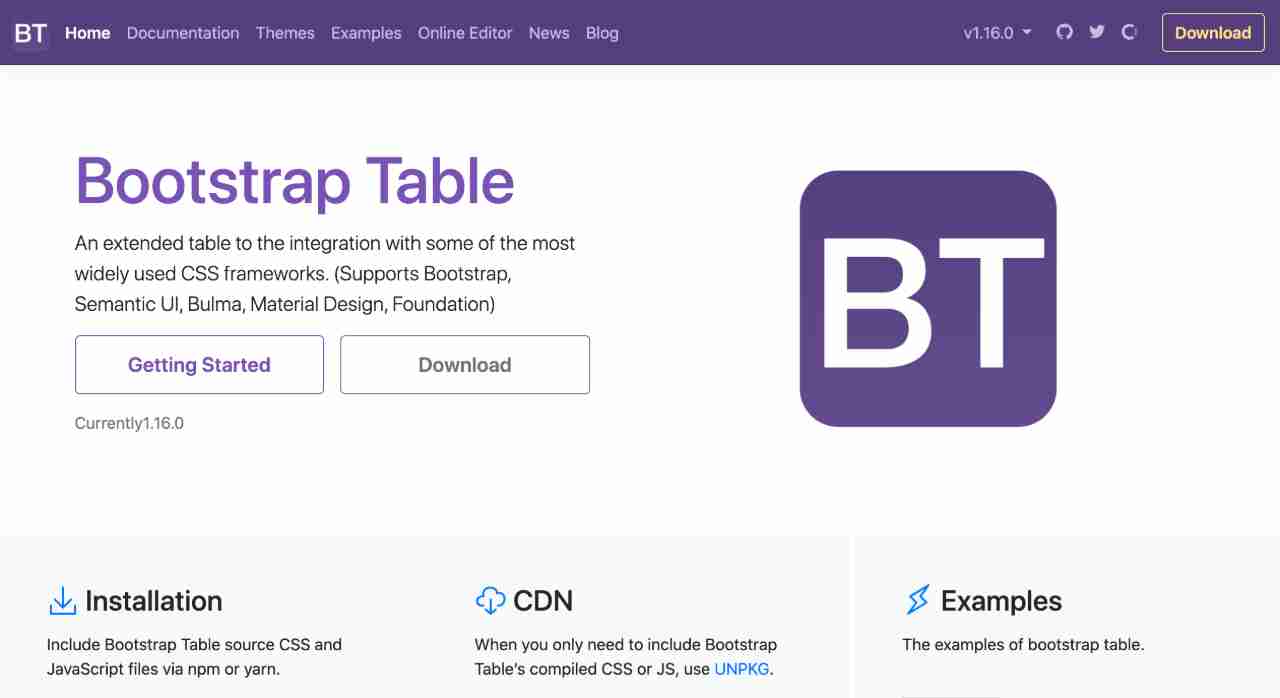 BT Home Documentation Themes Examples Online Editor News Blog v1.16.0 Download
Bootstrap Table
An extended table to the integration with some of the most
widely used CSS frameworks. (Supports Bootstrap,
Semantic UI, Bulma, Material Design, Foundation)
Getting Started Download
Currently1.16.0
BT
Installation
Include Bootstrap Table source CSS and
JavaScript files via npm or yarn.
CDN
When you only need to include Bootstrap
Table's compiled CSS or JS, use UNPKG.
Examples
The examples of bootstrap table.